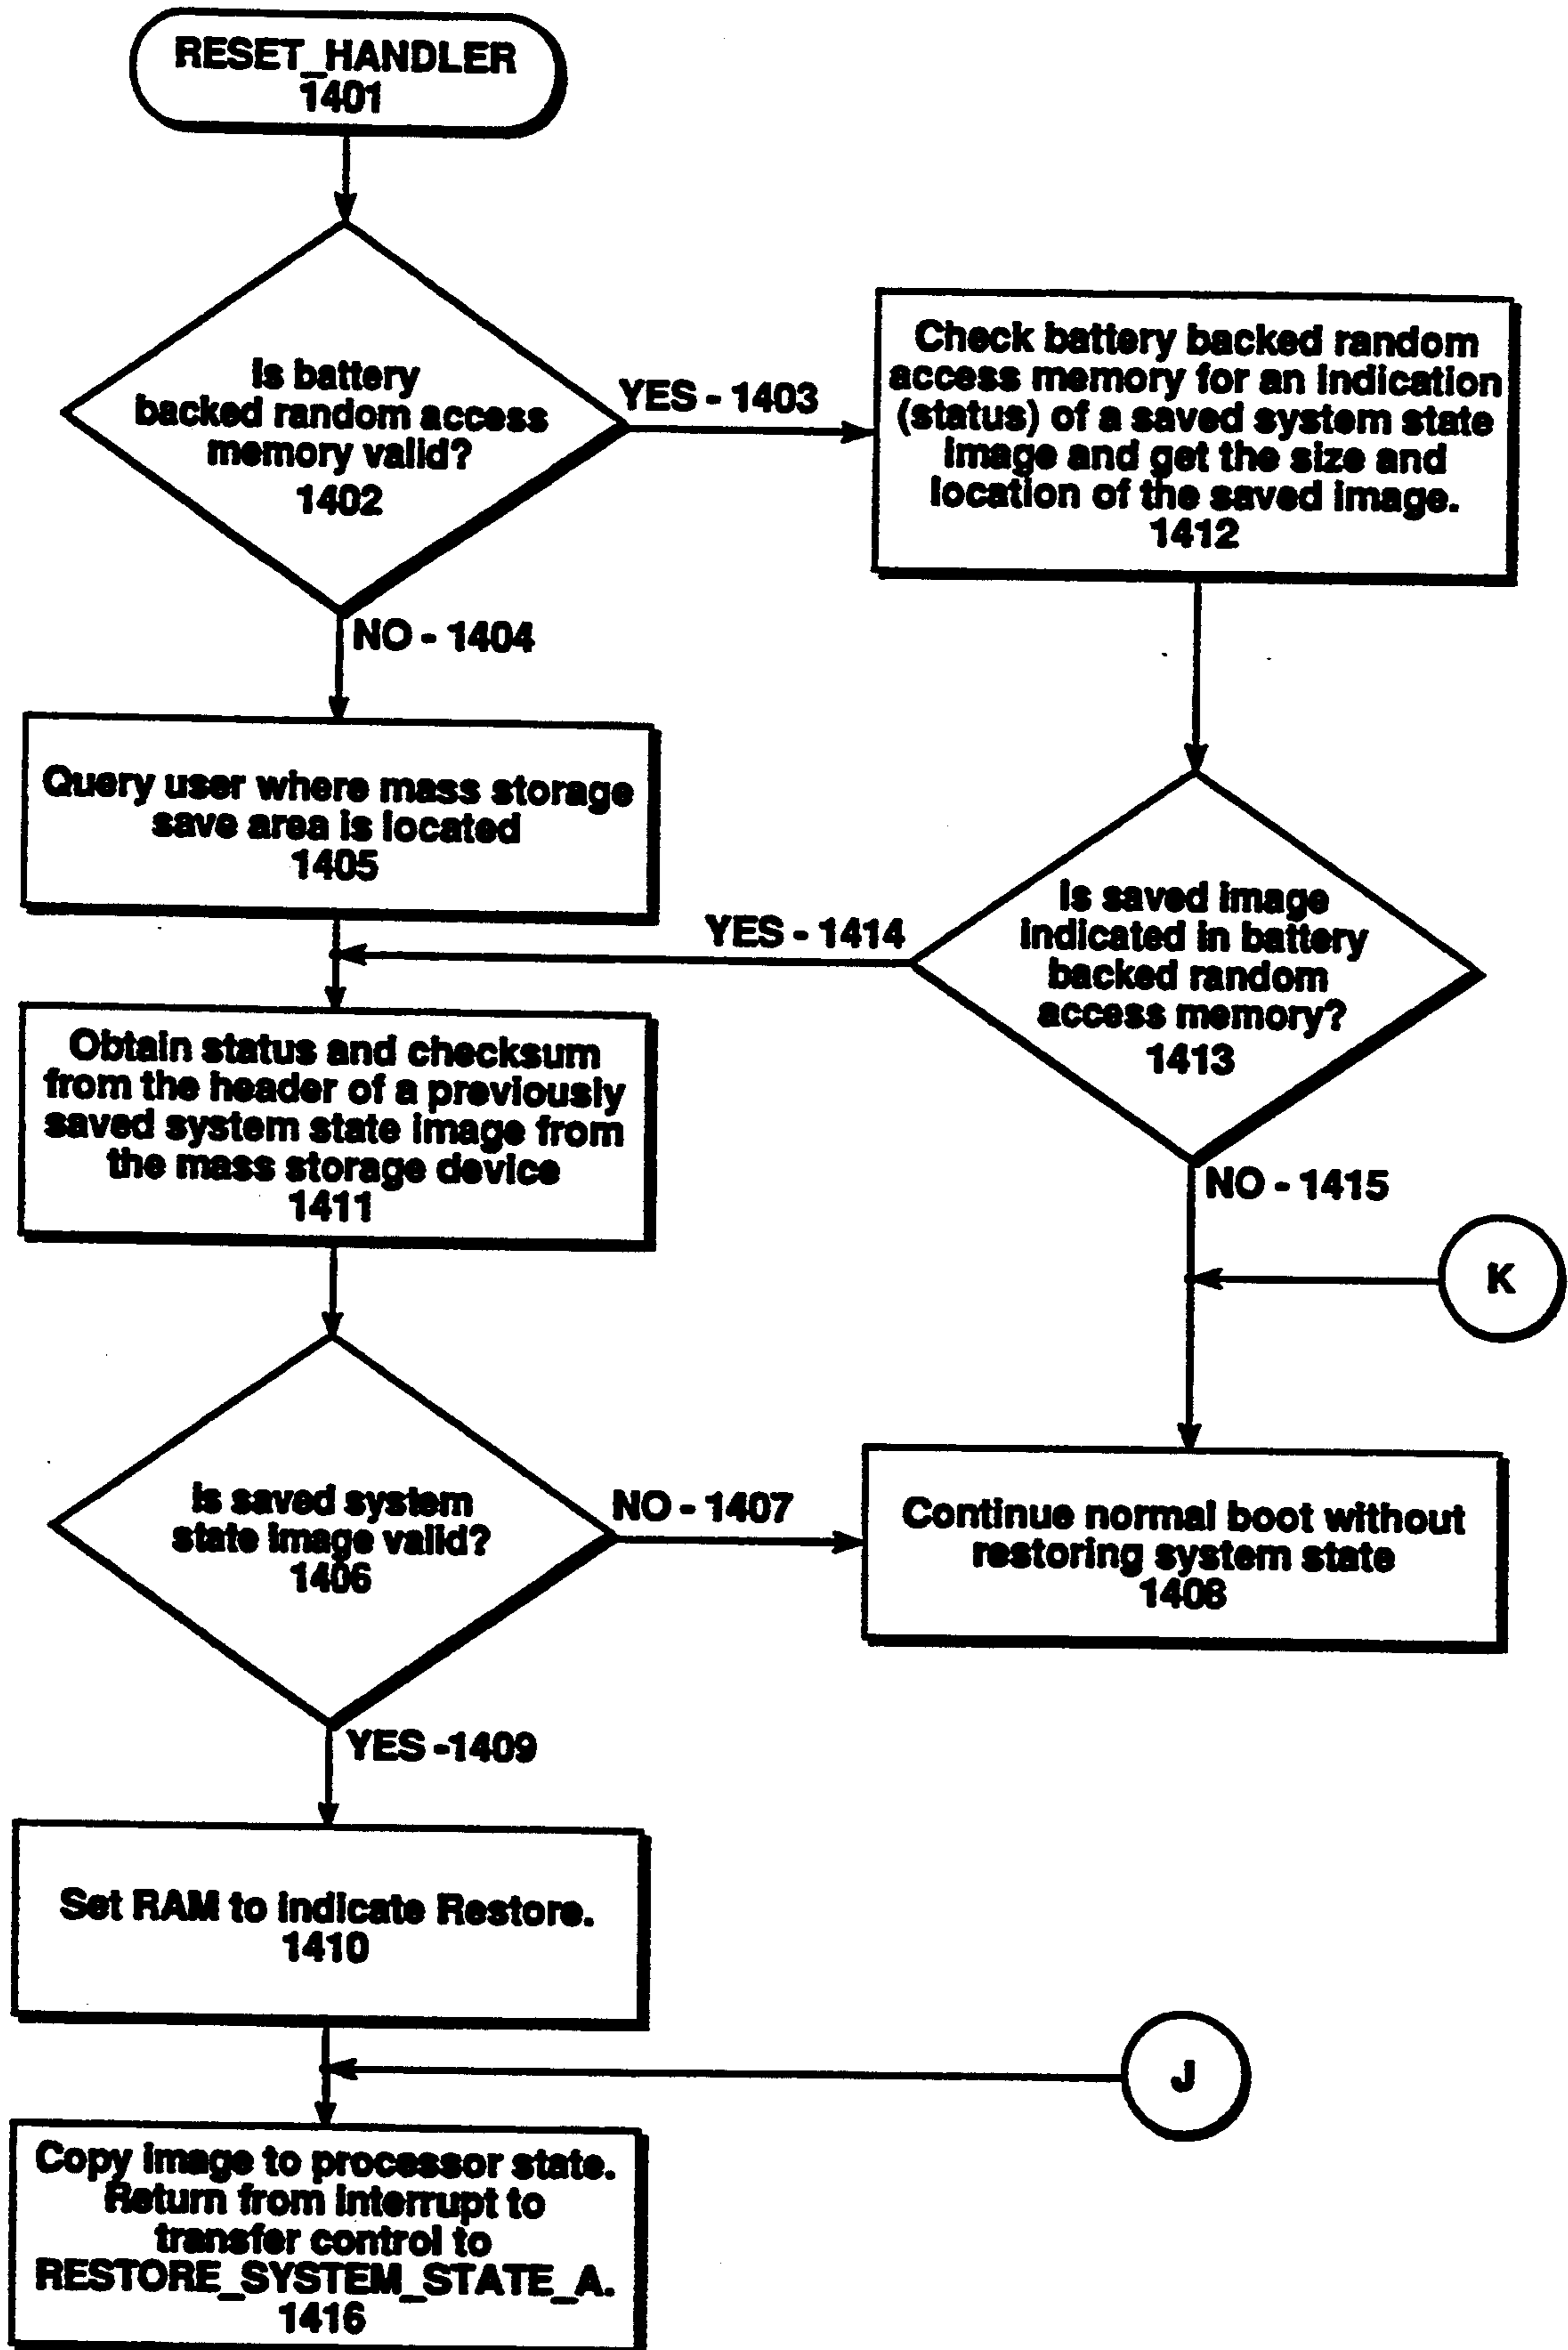 RESET_HANDLER
1401
Is battery
backed random access
memory valid?
1402
YES - 1403
Check battery backed random
access memory for an indication
(status) of a saved system state
image and get the size and
location of the saved image.
1412
NO - 1404
Query user where mass storage
save area is located
1405
YES - 1414
Is saved image
indicated in battery
backed random
access memory?
1413
Obtain status and checksum
from the header of a previously
saved system state image from
the mass storage device
1411
NO - 1415
K
Is saved system
state image valid?
1406
NO - 1407
Continue normal boot without
restoring system state
1408
YES -1409
Set RAM to indicate Restore.
1410
J
Copy image to processor state.
Return from interrupt to
transfer control to
RESTORE_SYSTEM_STATE_A.
1416